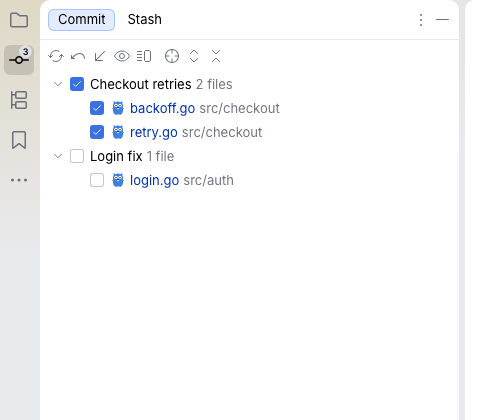 Commit Stash
3
Checkout retries 2 files
backoff.go src/checkout
retry.go src/checkout
Login fix 1 file
login.go src/auth